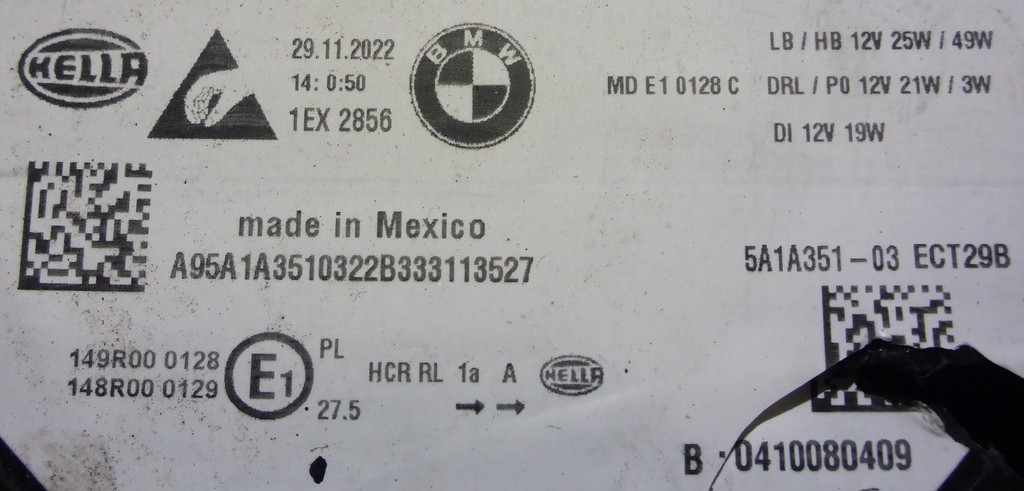 HELLA
29.11.2022
14: 0:50
1EX 2856
BMW
LB / HB 12V 25W / 49W
MD E1 0128 C DRL / PO 12V 21W / 3W
DI 12V 19W
made in Mexico
A95A1A3510322B333113527
5A1A351-03 ECT29B
149R00 0128
148R00 0129
E1
PL
27.5
HCR RL 1a A
→ →
HELLA
B · 0410080409